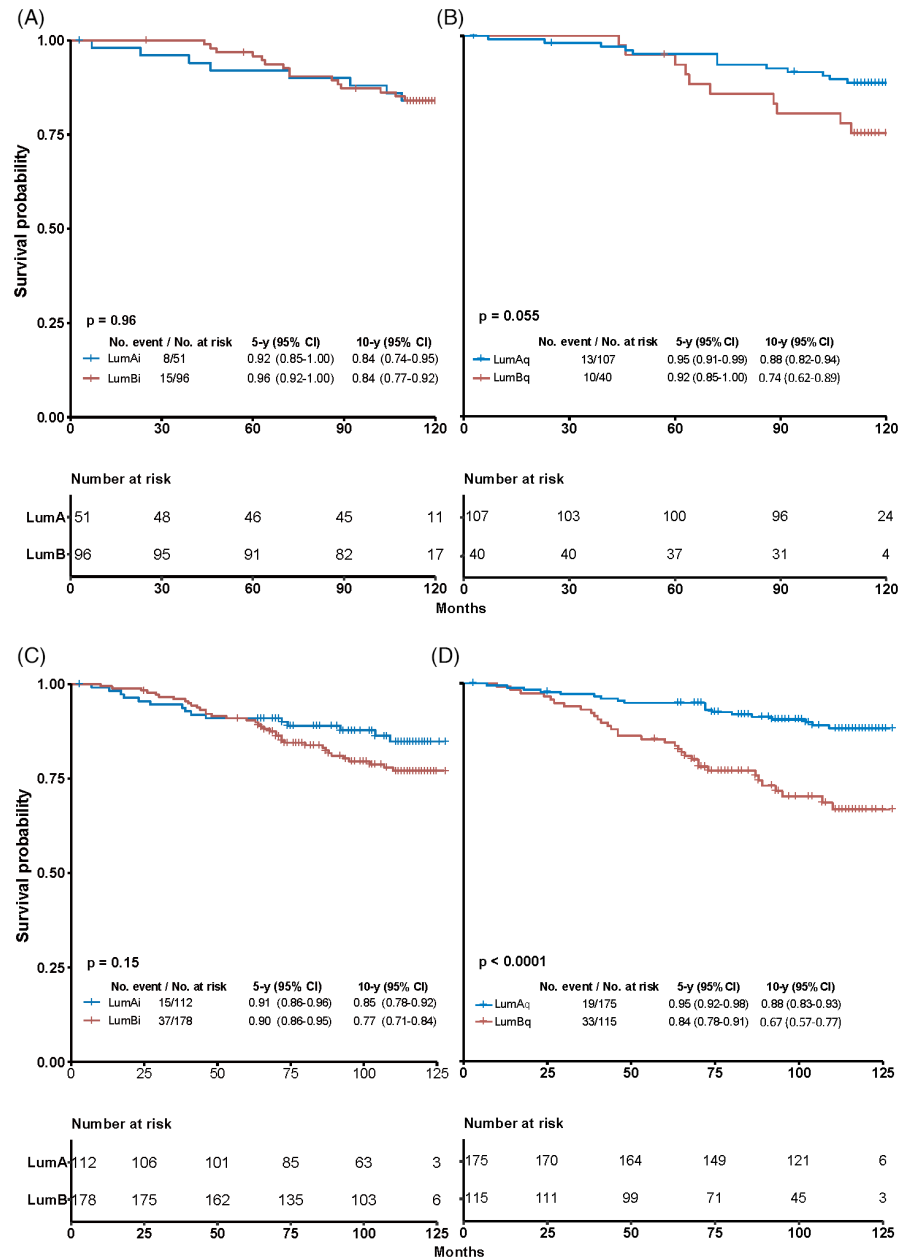 (A)
1.00
0.75
0.50
0.25
0.00
Survival probability
p = 0.96
No. event / No. at risk 5-y (95% CI) 10-y (95% CI)
LumAi 8/51 0.92 (0.85-1.00) 0.84 (0.74-0.95)
LumBi 15/96 0.96 (0.92-1.00) 0.84 (0.77-0.92)
0 30 60 90 120
(B)
p = 0.055
No. event / No. at risk 5-y (95% CI) 10-y (95% CI)
LumAq 13/107 0.95 (0.91-0.99) 0.88 (0.82-0.94)
LumBq 10/40 0.92 (0.85-1.00) 0.74 (0.62-0.89)
0 30 60 90 120
Number at risk
LumA 51 48 46 45 11
LumB 96 95 91 82 17
0 30 60 90 120
Number at risk
107 103 100 96 24
40 40 37 31 4
0 30 60 90 120
Months
(C)
1.00
0.75
0.50
0.25
0.00
Survival probability
p = 0.15
No. event / No. at risk 5-y (95% CI) 10-y (95% CI)
LumAi 15/112 0.91 (0.86-0.96) 0.85 (0.78-0.92)
LumBi 37/178 0.90 (0.86-0.95) 0.77 (0.71-0.84)
0 25 50 75 100 125
(D)
p < 0.0001
No. event / No. at risk 5-y (95% CI) 10-y (95% CI)
LumAq 19/175 0.95 (0.92-0.98) 0.88 (0.83-0.93)
LumBq 33/115 0.84 (0.78-0.91) 0.67 (0.57-0.77)
0 25 50 75 100 125
Number at risk
LumA 112 106 101 85 63 3
LumB 178 175 162 135 103 6
0 25 50 75 100 125
Number at risk
175 170 164 149 121 6
115 111 99 71 45 3
0 25 50 75 100 125
Months